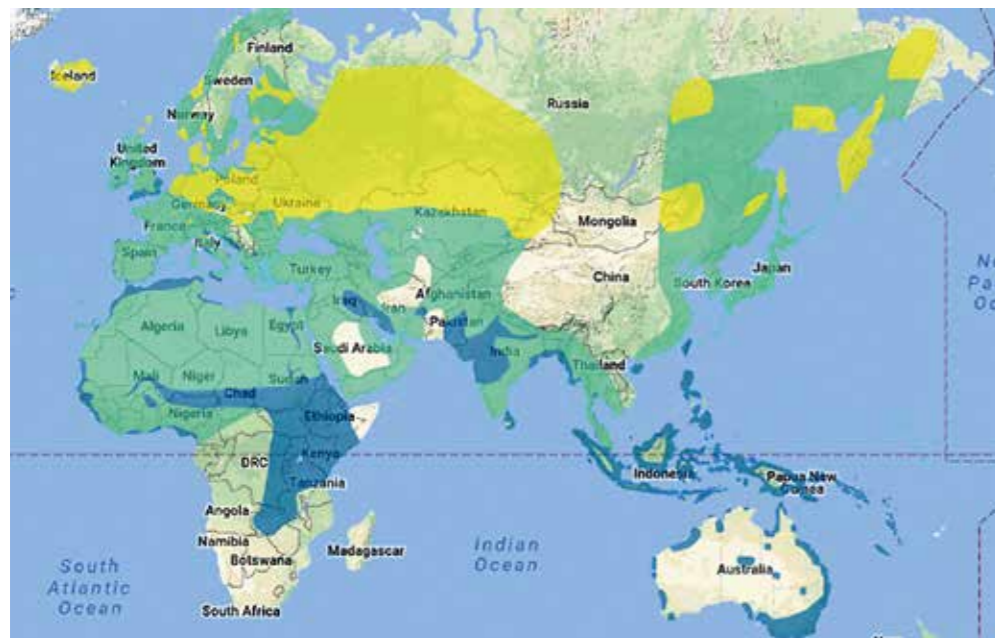 Finland
Iceland
Sweden
Russia
Norway
United
Kingdom
Poland
Germany
Ukraine
Kazakhstan
France
Mongolia
Italy
Spain
China
Japan
Turkey
South Korea
Afghanistan
Iraq
Iran
Pakistan
Algeria
Libya
Egypt
Saudi Arabia
India
Thailand
Mali
Niger
Sudan
Chad
Nigeria
Ethiopia
Kenya
DRC
Indonesia
Papua New
Guinea
Tanzania
Angola
Namibia
Botswana
Madagascar
Indian
Ocean
South
Atlantic
Ocean
Australia
South Africa